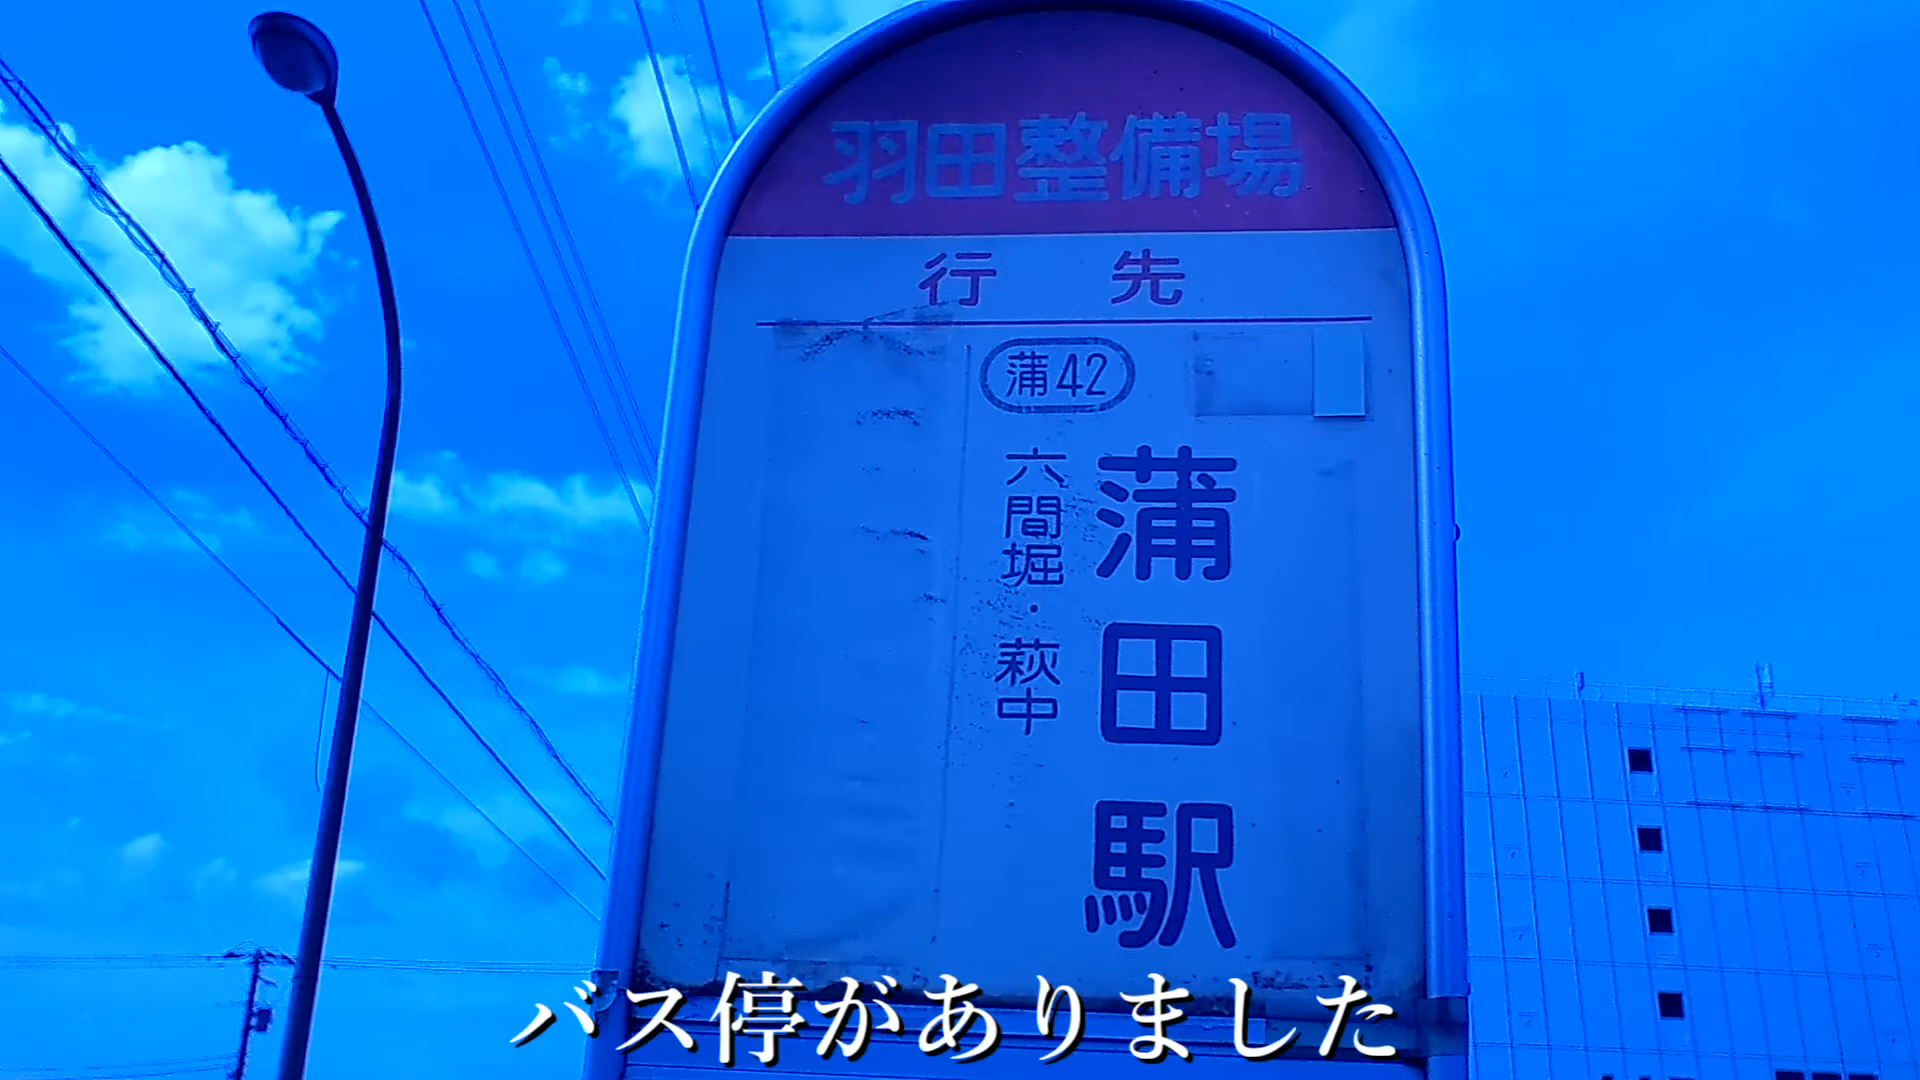 羽田整備場
行先
蒲42
蒲田駅
六間堀・萩中
バス停がありました